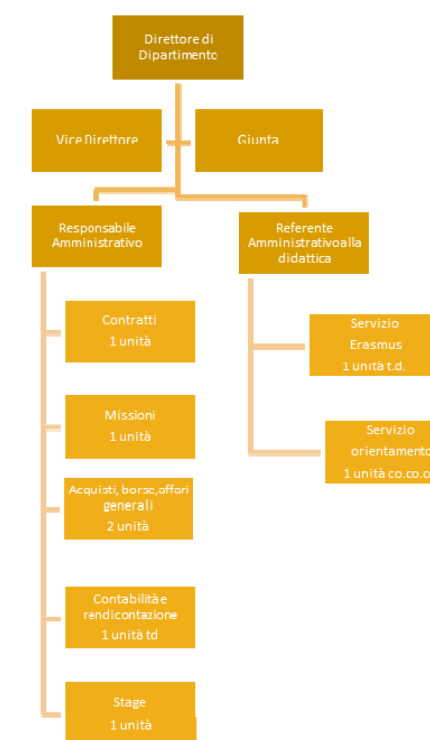 Direttore di
Dipartimento
Vice Direttore
Giunta
Responsabile
Amministrativo
Referente
Amministrativo alla
didattica
Contratti
1 unità
Missioni
1 unità
Acquisti, borse, affari
generali
2 unità
Contabilità e
rendicontazione
1 unità td
Stage
1 unità
Servizio
Erasmus
1 unità t.d.
Servizio
orientamento
1 unità co.co.co